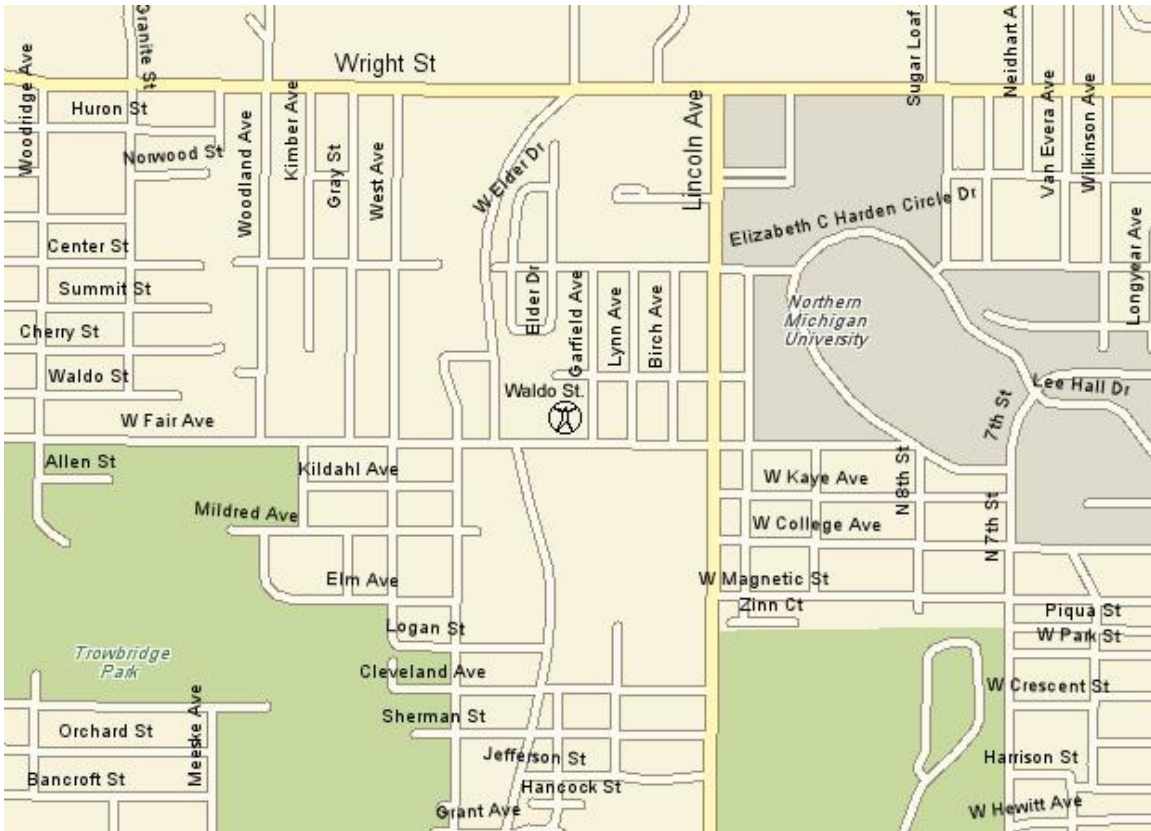 Granite St
Woodridge Ave
Wright St
Sugar Loaf
Neidhart A
Huron St
Norwood St
Woodland Ave
Kimber Ave
Gray St
West Ave
W Elder Dr
Lincoln Ave
Van Evera Ave
Wilkinson Ave
Elizabeth C Harden Circle Dr
Center St
Summit St
Cherry St
Waldo St
W Fair Ave
Elder Dr
Garfield Ave
Lynn Ave
Birch Ave
Northern
Michigan
University
Longyear Ave
Waldo St.
Lee Hall Dr
7th St
Allen St
Kildahl Ave
Mildred Ave
W Kaye Ave
N 8th St
W College Ave
N 7th St
Elm Ave
W Magnetic St
Zinn Ct
Piqua St
Logan St
W Park St
Trowbridge
Park
Cleveland Ave
W Crescent St
Meeske Ave
Sherman St
Orchard St
Jefferson St
Harrison St
Bancroft St
Hancock St
Grant Ave
W Hewitt Ave